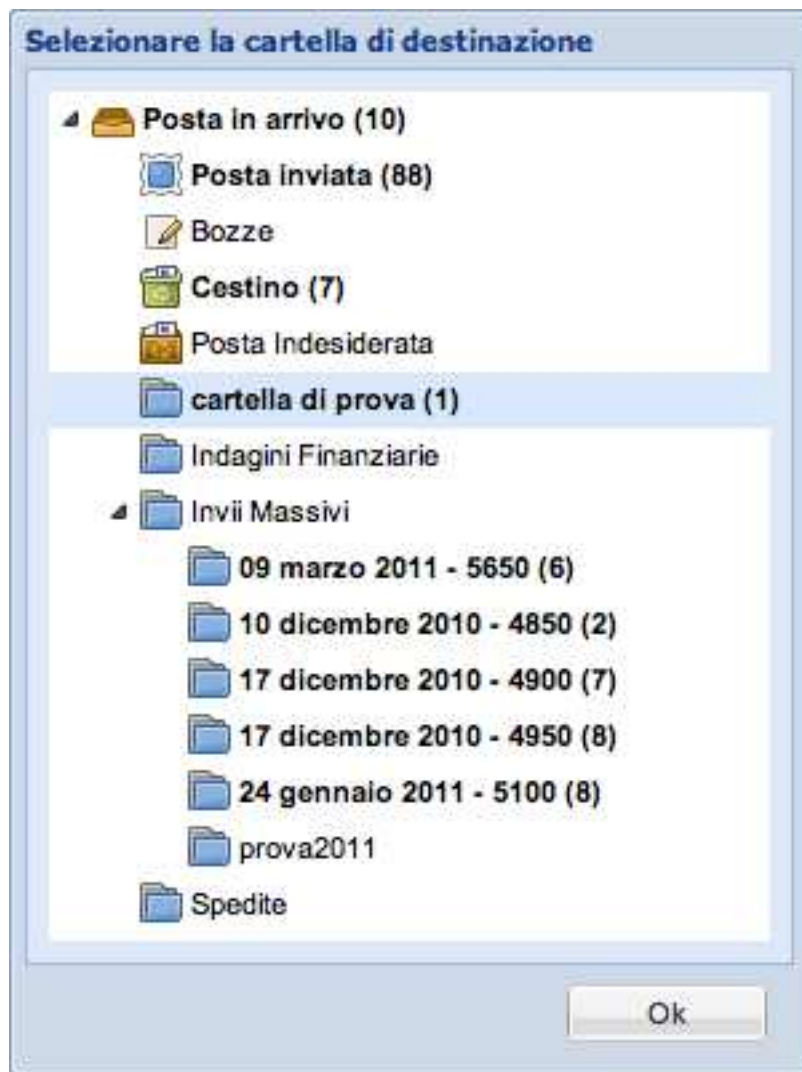 Selezionare la cartella di destinazione
Posta in arrivo (10)
Posta inviata (88)
Bozze
Cestino (7)
Posta Indesiderata
cartella di prova (1)
Indagini Finanziarie
Invii Massivi
09 marzo 2011 - 5650 (6)
10 dicembre 2010 - 4850 (2)
17 dicembre 2010 - 4900 (7)
17 dicembre 2010 - 4950 (8)
24 gennaio 2011 - 5100 (8)
prova2011
Spedite
Ok